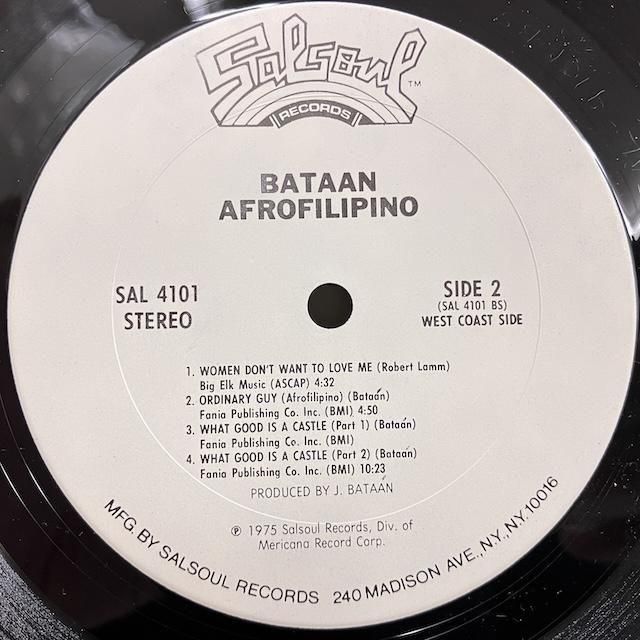 Salsoul
TM
RECORDS
BATAAN
AFROFILIPINO
SAL 4101
STEREO
SIDE 2
(SAL 4101 BS)
WEST COAST SIDE
1. WOMEN DON'T WANT TO LOVE ME (Robert Lamm)
Big Elk Music (ASCAP) 4:32
2. ORDINARY GUY (Afrofilipino) (Bataán)
Fania Publishing Co. Inc. (BMI) 4:50
3. WHAT GOOD IS A CASTLE (Part 1) (Bataán)
Fania Publishing Co. Inc. (BMI)
4. WHAT GOOD IS A CASTLE (Part 2) (Bataán)
Fania Publishing Co. Inc. (BMI) 10:23
PRODUCED BY J. BATAAN
℗ 1975 Salsoul Records, Div. of
Mericana Record Corp.
MFG. BY SALSOUL RECORDS 240 MADISON AVE., N.Y., N.Y. 10016